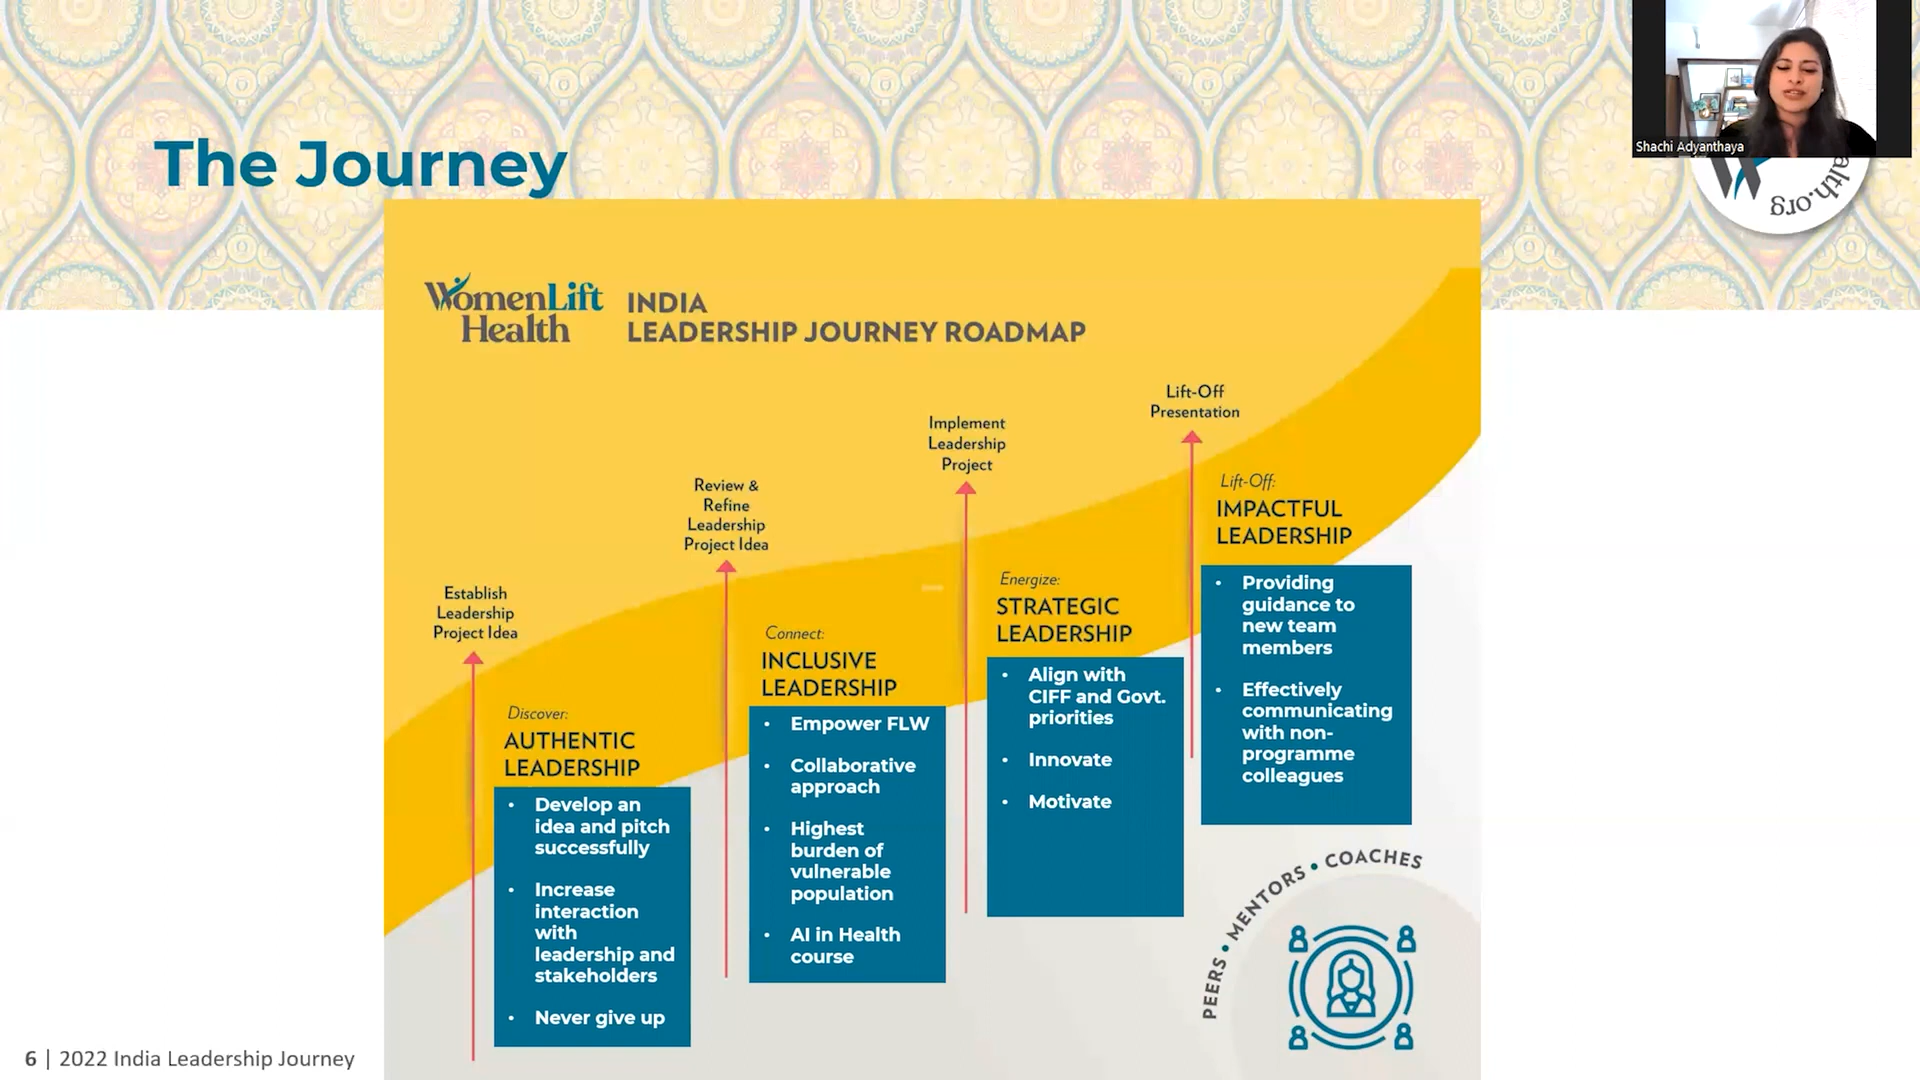 The Journey
Shachi Adyanthaya
alth.org
WomenLift
Health
INDIA
LEADERSHIP JOURNEY ROADMAP
Establish
Leadership
Project Idea
Review &
Refine
Leadership
Project Idea
Implement
Leadership
Project
Lift-Off
Presentation
Discover:
AUTHENTIC
LEADERSHIP
• Develop an
idea and pitch
successfully
• Increase
interaction
with
leadership and
stakeholders
• Never give up
Connect:
INCLUSIVE
LEADERSHIP
• Empower FLW
• Collaborative
approach
• Highest
burden of
vulnerable
population
• AI in Health
course
Energize:
STRATEGIC
LEADERSHIP
• Align with
CIFF and Govt.
priorities
• Innovate
• Motivate
Lift-Off:
IMPACTFUL
LEADERSHIP
• Providing
guidance to
new team
members
• Effectively
communicating
with non-
programme
colleagues
PEERS • MENTORS • COACHES
6 | 2022 India Leadership Journey